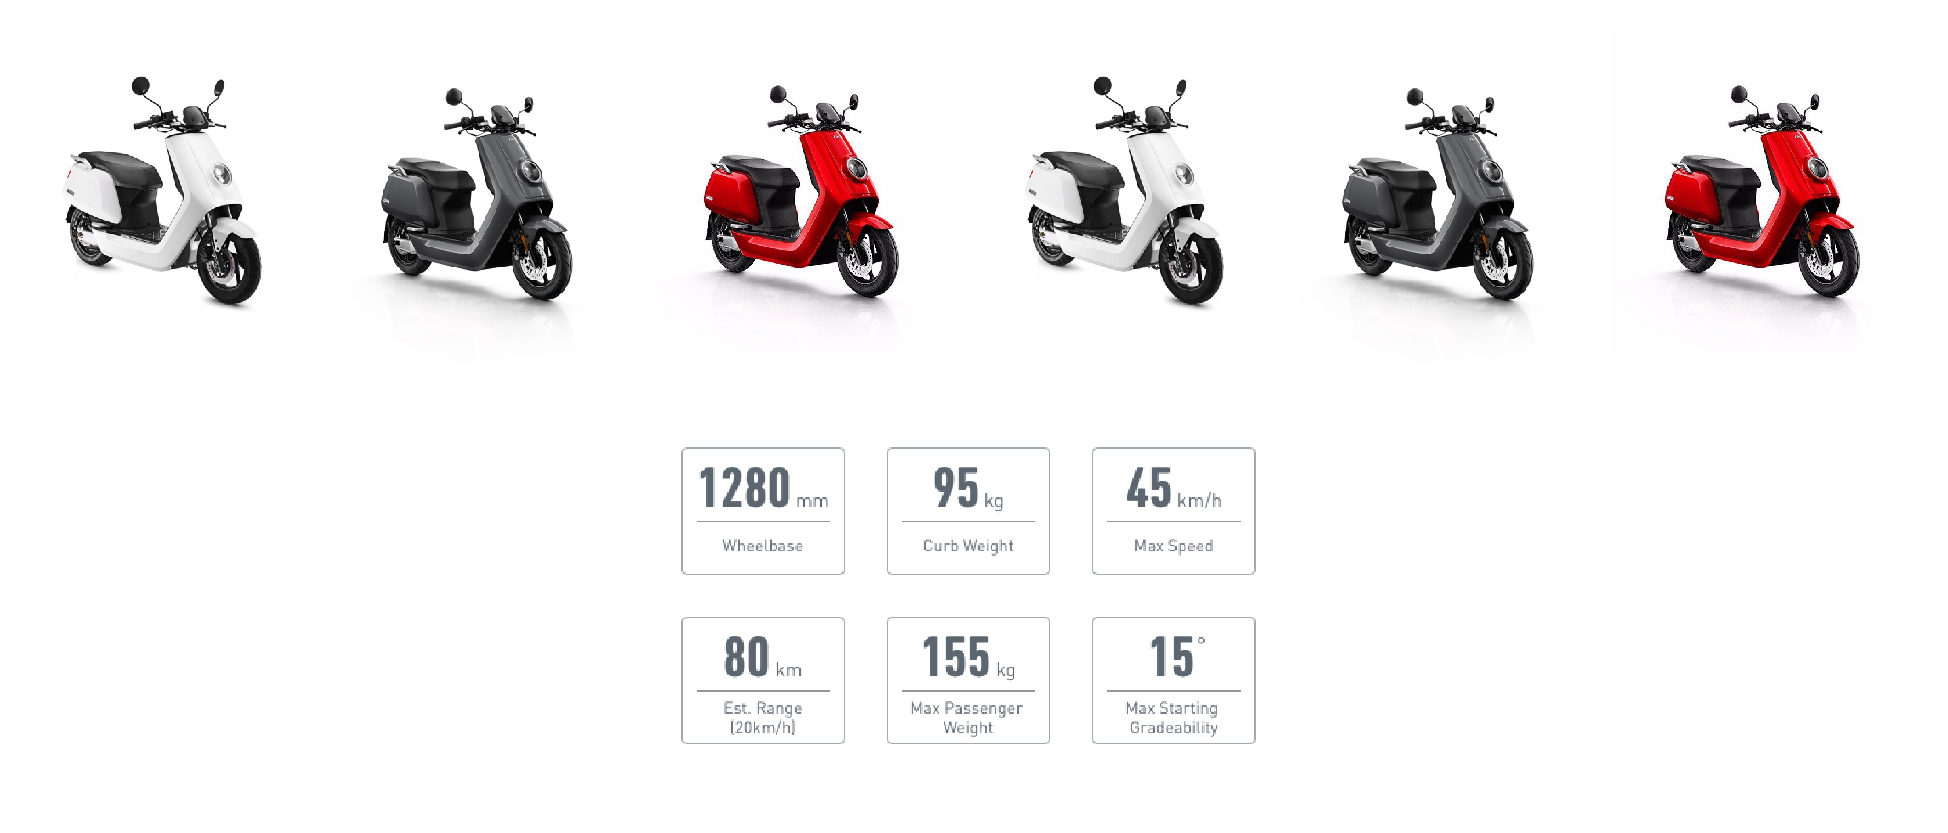 1280 mm
Wheelbase
95 kg
Curb Weight
45 km/h
Max Speed
80 km
Est. Range
(20km/h)
155 kg
Max Passenger
Weight
15°
Max Starting
Gradeability